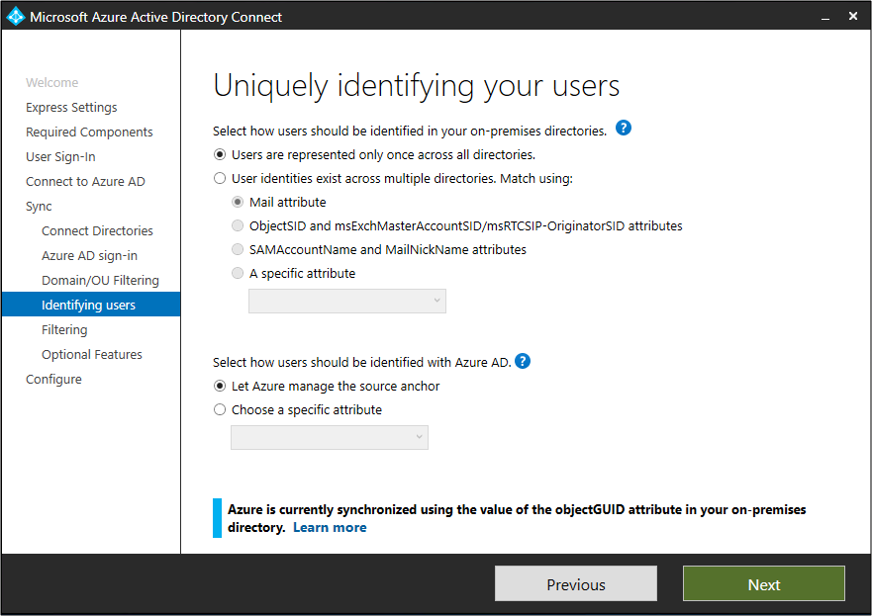 Microsoft Azure Active Directory Connect
Welcome
Express Settings
Required Components
User Sign-In
Connect to Azure AD
Sync
Connect Directories
Azure AD sign-in
Domain/OU Filtering
Identifying users
Filtering
Optional Features
Configure
Uniquely identifying your users
Select how users should be identified in your on-premises directories. ?
Users are represented only once across all directories.
User identities exist across multiple directories. Match using:
Mail attribute
ObjectSID and msExchMasterAccountSID/msRTCSIP-OriginatorSID attributes
SAMAccountName and MailNickName attributes
A specific attribute
Select how users should be identified with Azure AD. ?
Let Azure manage the source anchor
Choose a specific attribute
Azure is currently synchronized using the value of the objectGUID attribute in your on-premises
directory. Learn more
Previous
Next